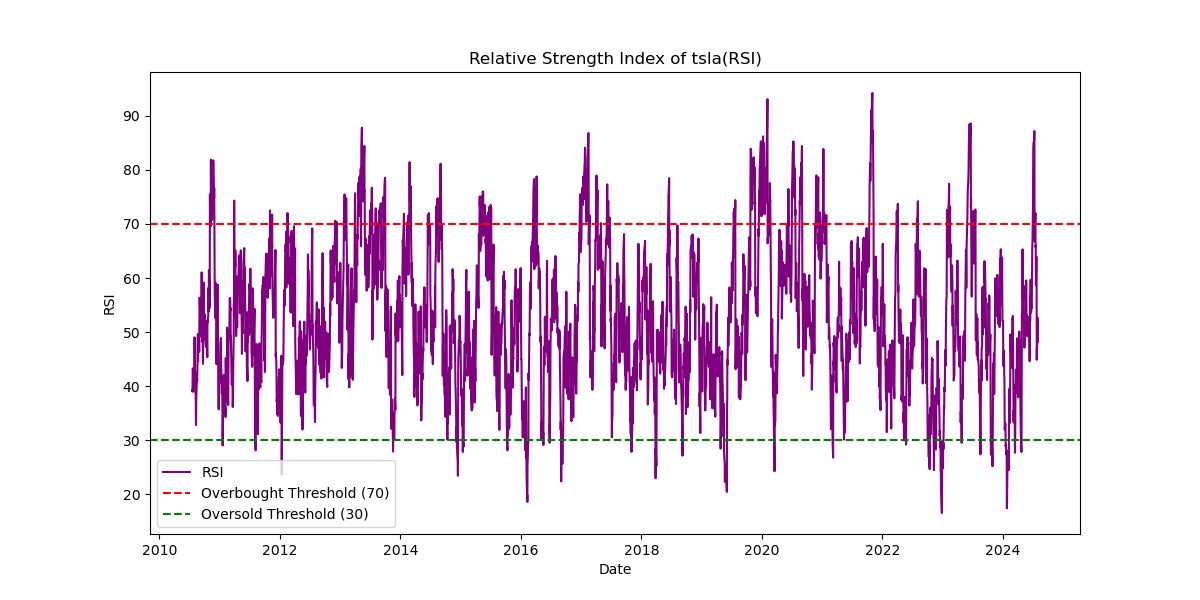 Relative Strength Index of tsla(RSI)
90
80
70
60
50
40
30
20
RSI
RSI
Overbought Threshold (70)
Oversold Threshold (30)
2010 2012 2014 2016 2018 2020 2022 2024
Date